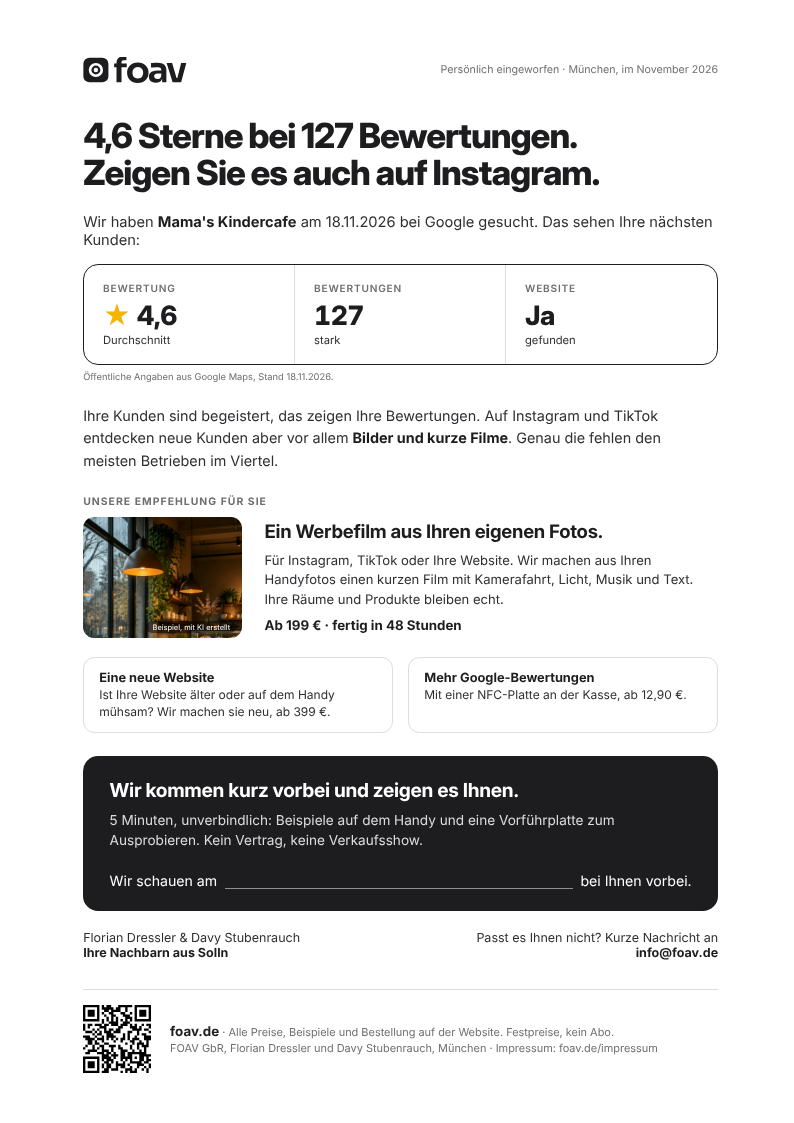 foav
Persönlich eingeworfen · München, im November 2026
4,6 Sterne bei 127 Bewertungen.
Zeigen Sie es auch auf Instagram.
Wir haben Mama's Kindercafe am 18.11.2026 bei Google gesucht. Das sehen Ihre nächsten
Kunden:
BEWERTUNG
★ 4,6
Durchschnitt
BEWERTUNGEN
127
stark
WEBSITE
Ja
gefunden
Öffentliche Angaben aus Google Maps, Stand 18.11.2026.
Ihre Kunden sind begeistert, das zeigen Ihre Bewertungen. Auf Instagram und TikTok
entdecken neue Kunden aber vor allem Bilder und kurze Filme. Genau die fehlen den
meisten Betrieben im Viertel.
UNSERE EMPFEHLUNG FÜR SIE
Beispiel, mit KI erstellt
Ein Werbefilm aus Ihren eigenen Fotos.
Für Instagram, TikTok oder Ihre Website. Wir machen aus Ihren
Handyfotos einen kurzen Film mit Kamerafahrt, Licht, Musik und Text.
Ihre Räume und Produkte bleiben echt.
Ab 199 € · fertig in 48 Stunden
Eine neue Website
Ist Ihre Website älter oder auf dem Handy
mühsam? Wir machen sie neu, ab 399 €.
Mehr Google-Bewertungen
Mit einer NFC-Platte an der Kasse, ab 12,90 €.
Wir kommen kurz vorbei und zeigen es Ihnen.
5 Minuten, unverbindlich: Beispiele auf dem Handy und eine Vorführplatte zum
Ausprobieren. Kein Vertrag, keine Verkaufsshow.
Wir schauen am bei Ihnen vorbei.
Florian Dressler & Davy Stubenrauch
Ihre Nachbarn aus Solln
Passt es Ihnen nicht? Kurze Nachricht an
info@foav.de
foav.de · Alle Preise, Beispiele und Bestellung auf der Website. Festpreise, kein Abo.
FOAV GbR, Florian Dressler und Davy Stubenrauch, München · Impressum: foav.de/impressum